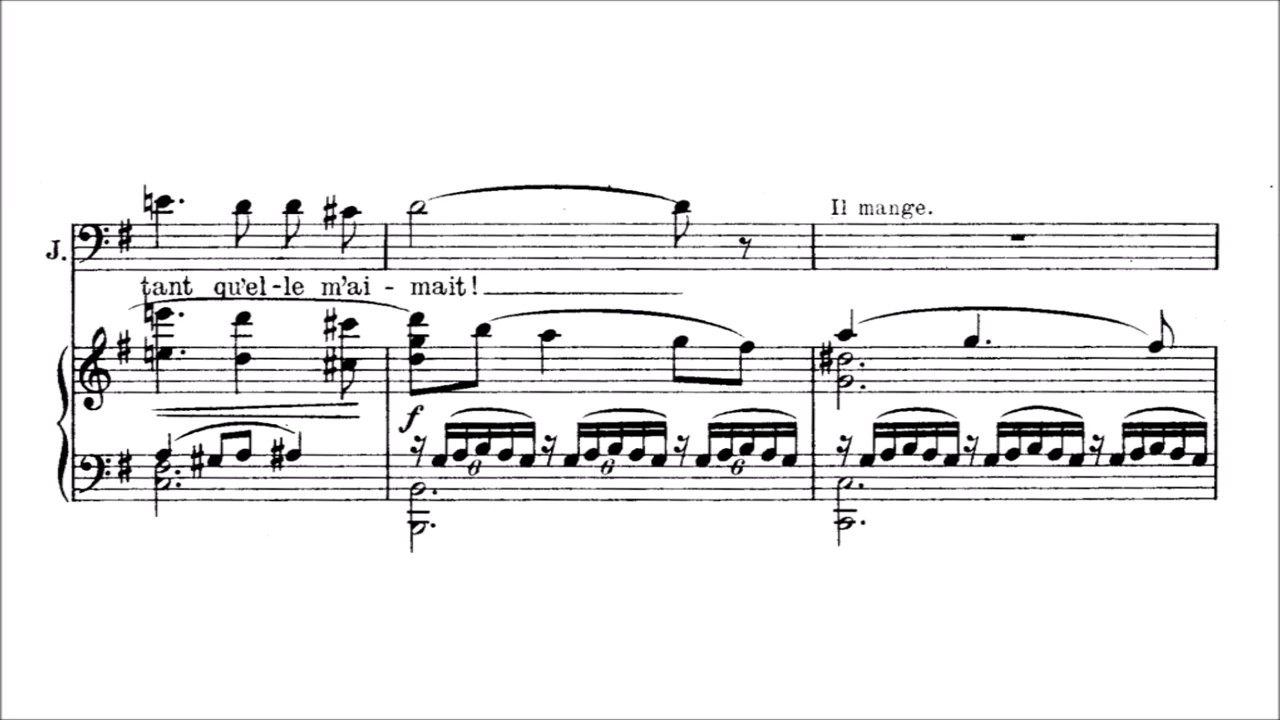 Il mange.
J.
tant qu'el - le m'ai - mait!
f
6 6 6